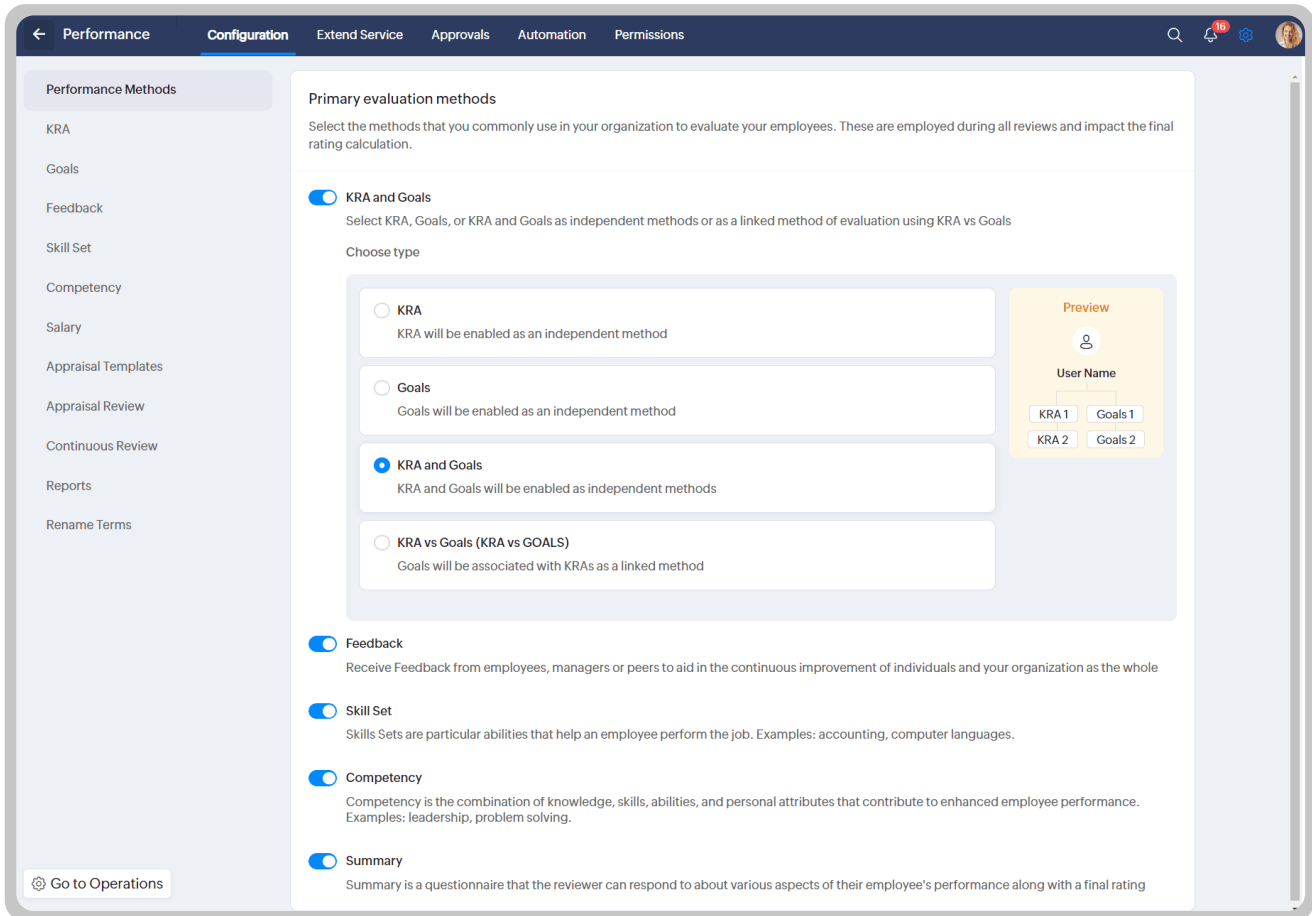 Performance
Configuration
Extend Service
Approvals
Automation
Permissions
16
Performance Methods
KRA
Goals
Feedback
Skill Set
Competency
Salary
Appraisal Templates
Appraisal Review
Continuous Review
Reports
Rename Terms
Go to Operations
Primary evaluation methods
Select the methods that you commonly use in your organization to evaluate your employees. These are employed during all reviews and impact the final
rating calculation.
KRA and Goals
Select KRA, Goals, or KRA and Goals as independent methods or as a linked method of evaluation using KRA vs Goals
Choose type
KRA
KRA will be enabled as an independent method
Goals
Goals will be enabled as an independent method
KRA and Goals
KRA and Goals will be enabled as independent methods
KRA vs Goals (KRA vs GOALS)
Goals will be associated with KRAs as a linked method
Preview
User Name
KRA 1 Goals 1
KRA 2 Goals 2
Feedback
Receive Feedback from employees, managers or peers to aid in the continuous improvement of individuals and your organization as the whole
Skill Set
Skills Sets are particular abilities that help an employee perform the job. Examples: accounting, computer languages.
Competency
Competency is the combination of knowledge, skills, abilities, and personal attributes that contribute to enhanced employee performance.
Examples: leadership, problem solving.
Summary
Summary is a questionnaire that the reviewer can respond to about various aspects of their employee's performance along with a final rating